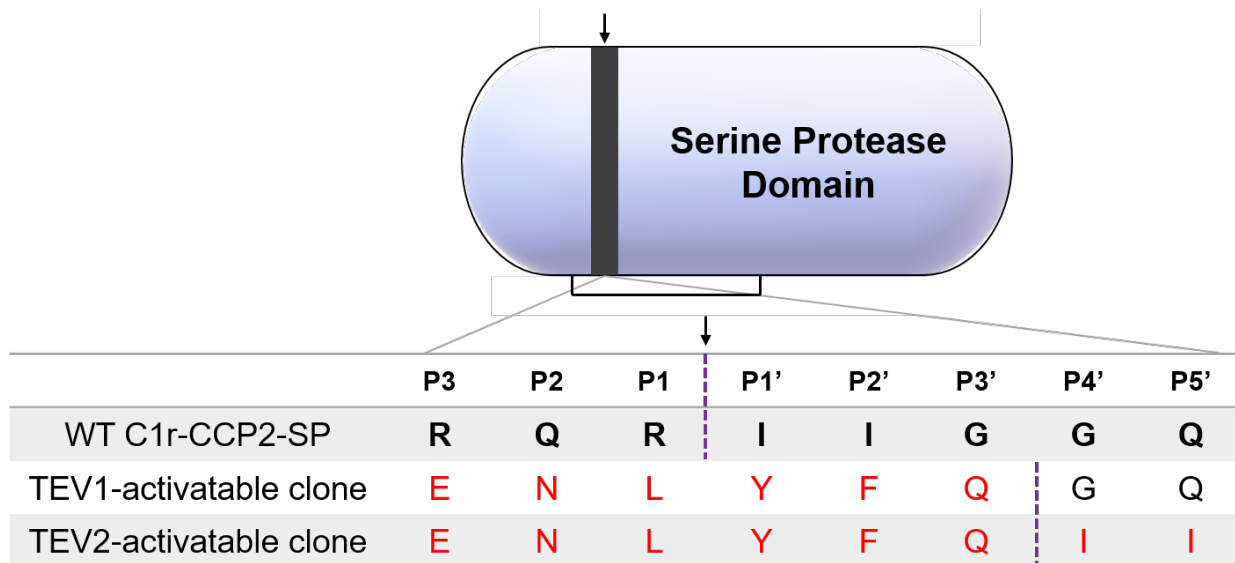 Serine Protease
Domain
P3 P2 P1 P1’ P2’ P3’ P4’ P5’
WT C1r-CCP2-SP R Q R I I G G Q
TEV1-activatable clone E N L Y F Q G Q
TEV2-activatable clone E N L Y F Q I I